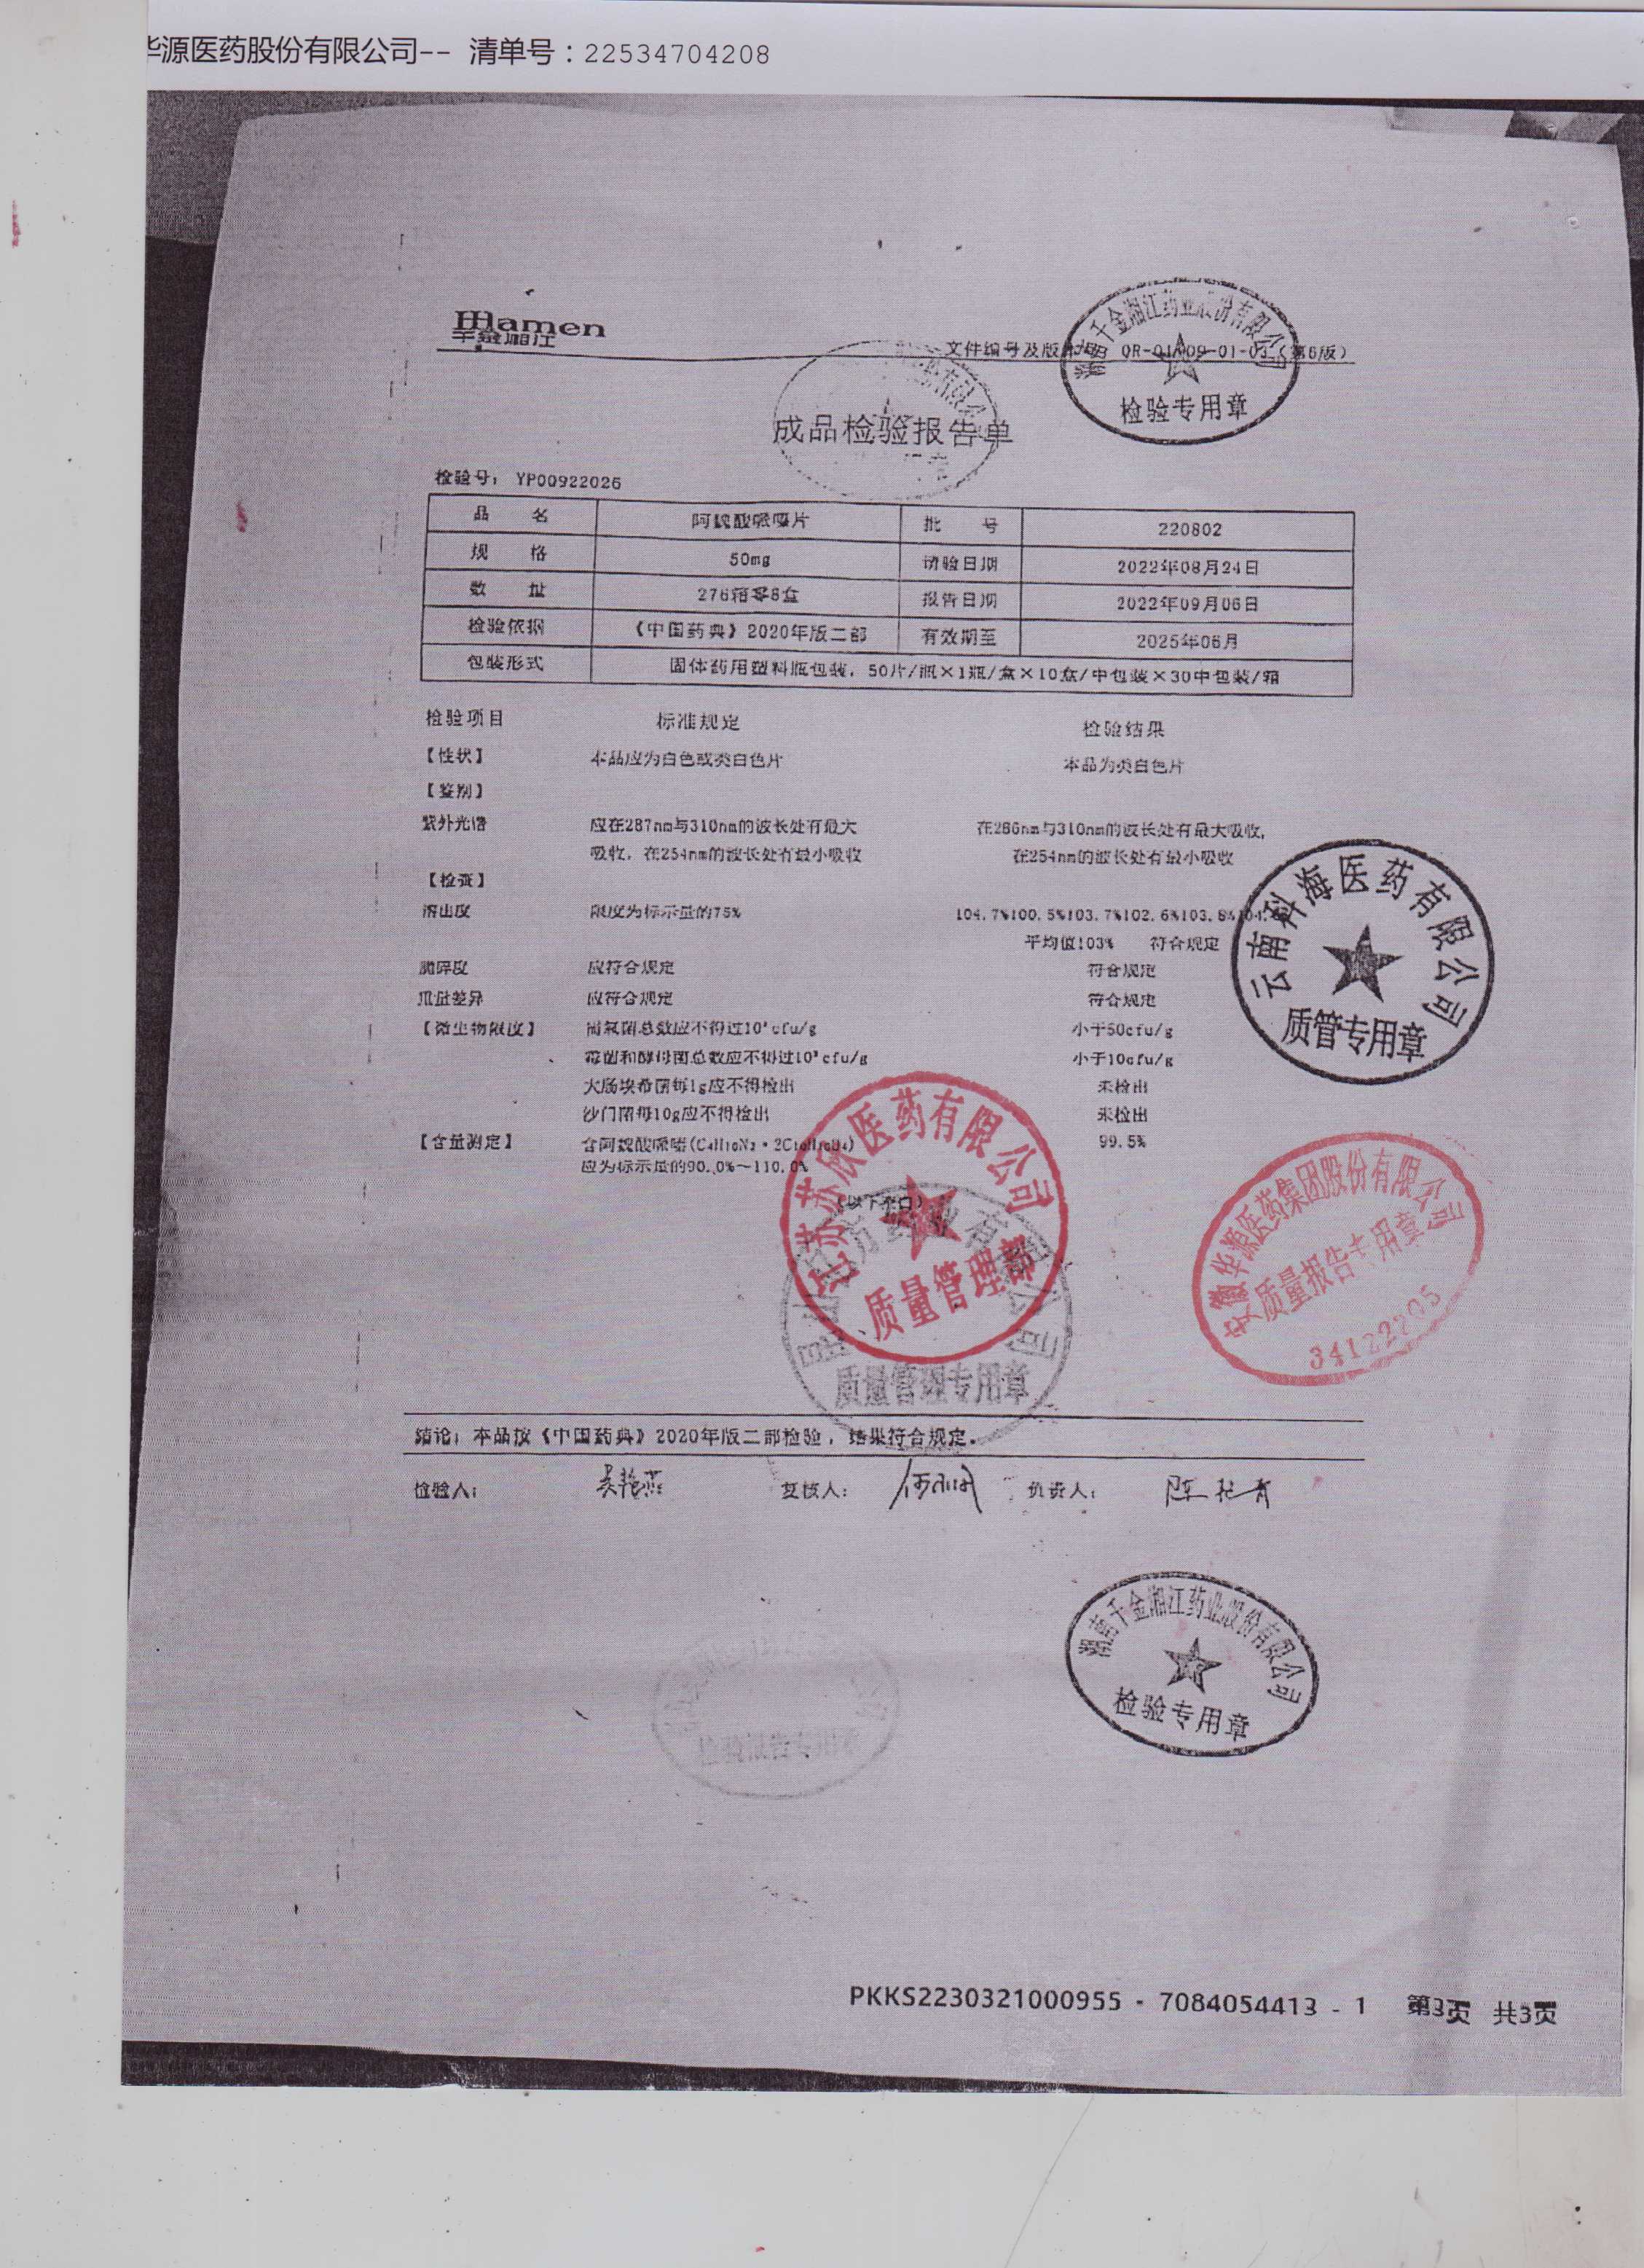 华源医药股份有限公司-- 清单号：22534704208
Hamen
千金湘江
文件编号及版本号 QR-01-09-01-03（第6版）
湖南千金湘江药业股份有限公司
检验专用章
成品检验报告单
检验号：YP00922026
品 名 阿魏酸哌嗪片 批 号 220802
规 格 50mg 请验日期 2022年08月24日
数 量 276箱零8盒 报告日期 2022年09月06日
检验依据 《中国药典》2020年版二部 有效期至 2025年06月
包装形式 固体药用塑料瓶包装，50片/瓶×1瓶/盒×10盒/中包装×30中包装/箱
检验项目 标准规定 检验结果
【性状】 本品应为白色或类白色片 本品为类白色片
【鉴别】
紫外光谱 应在287nm与310nm的波长处有最大 在286nm与310nm的波长处有最大吸收，
吸收，在254nm的波长处有最小吸收 在254nm的波长处有最小吸收
【检查】
溶出度 限度为标示量的75% 104.7%100.5%103.7%102.6%103.8%104.
平均值103% 符合规定
脆碎度 应符合规定 符合规定
重量差异 应符合规定 符合规定
【微生物限度】 需氧菌总数应不得过10³cfu/g 小于50cfu/g
霉菌和酵母菌总数应不得过10²cfu/g 小于10cfu/g
大肠埃希菌每1g应不得检出 未检出
沙门菌每10g应不得检出 未检出
【含量测定】 含阿魏酸哌嗪(C₄H₁₀N₂・2C₁₀H₁₀O₄) 99.5%
应为标示量的90.0%～110.0%
（以下空白）
云南科海医药有限公司
质管专用章
江苏苏欣医药有限公司
质量管理部
质量管理专用章
安徽华源医药集团股份有限公司
质量报告专用章
34122205
结论：本品按《中国药典》2020年版二部检验，结果符合规定。
检验人： 吴艳燕 复核人： 负责人：
湖南千金湘江药业股份有限公司
检验专用章
PKKS2230321000955 - 7084054413 - 1 第3页 共3页